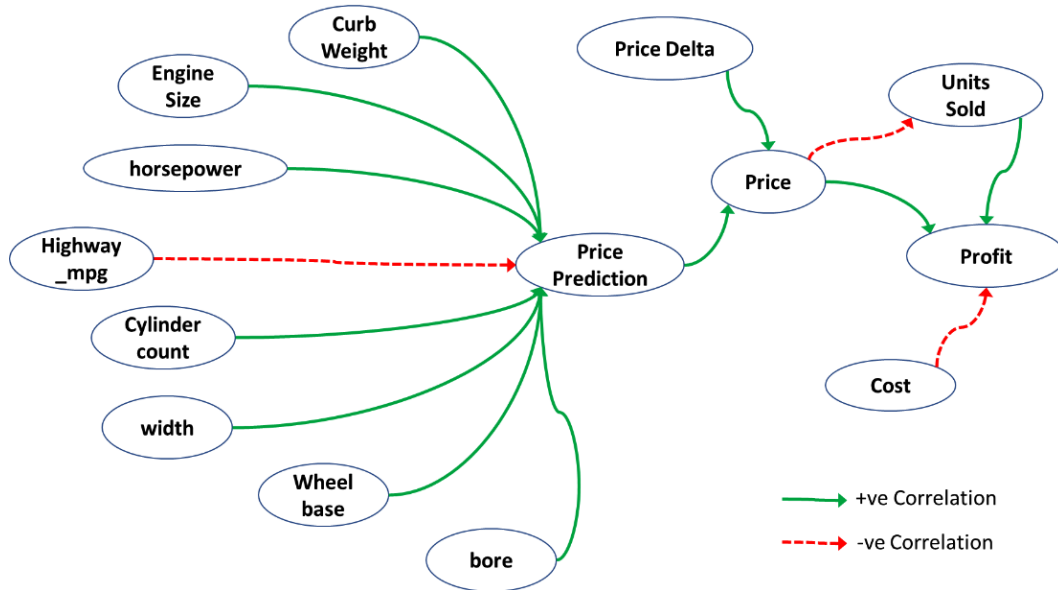 Curb
Weight
Engine
Size
horsepower
Highway
_mpg
Cylinder
count
width
Wheel
base
bore
Price
Prediction
Price Delta
Price
Units
Sold
Profit
Cost
+ve Correlation
-ve Correlation